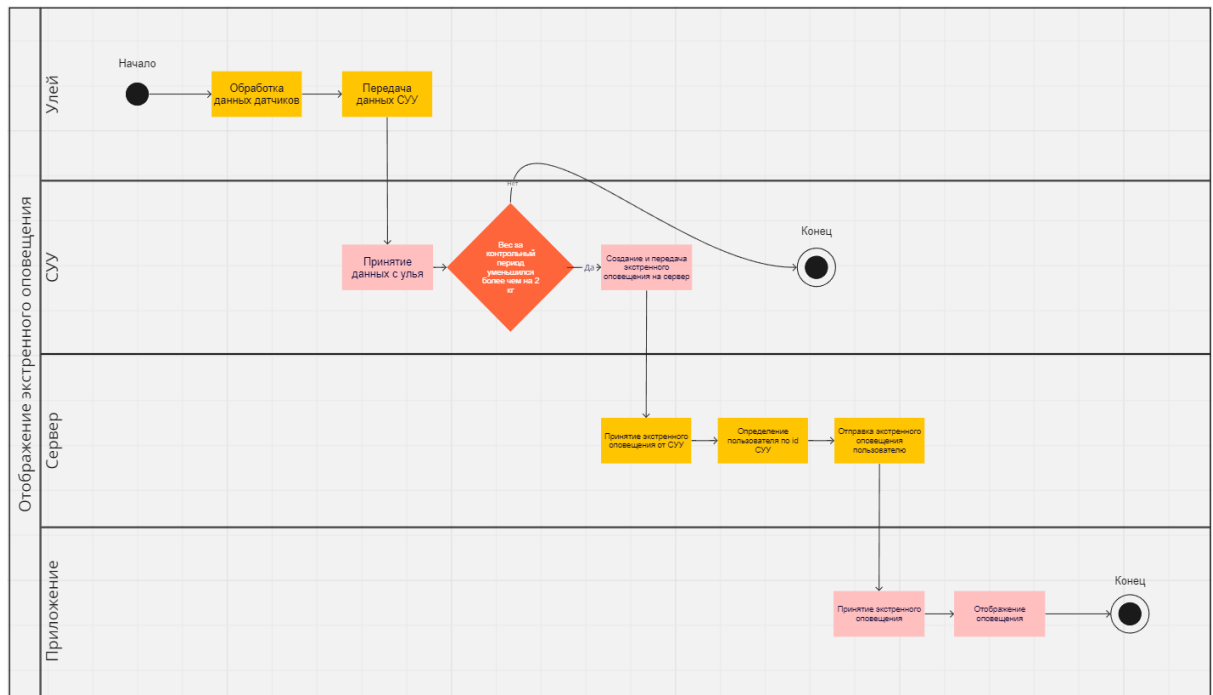 Отображение экстренного оповещения
Улей
Начало
Обработка
данных датчиков
Передача
данных СУУ
СУУ
Принятие
данных с улья
Вес за
контрольный
период
уменьшился
более чем на 2
кг
Нет
Да
Создание и передача
экстренного
оповещения на сервер
Конец
Сервер
Принятие экстренного
оповещения от СУУ
Определение
пользователя по id
СУУ
Отправка экстренного
оповещения
пользователю
Приложение
Принятие экстренного
оповещения
Отображение
оповещения
Конец